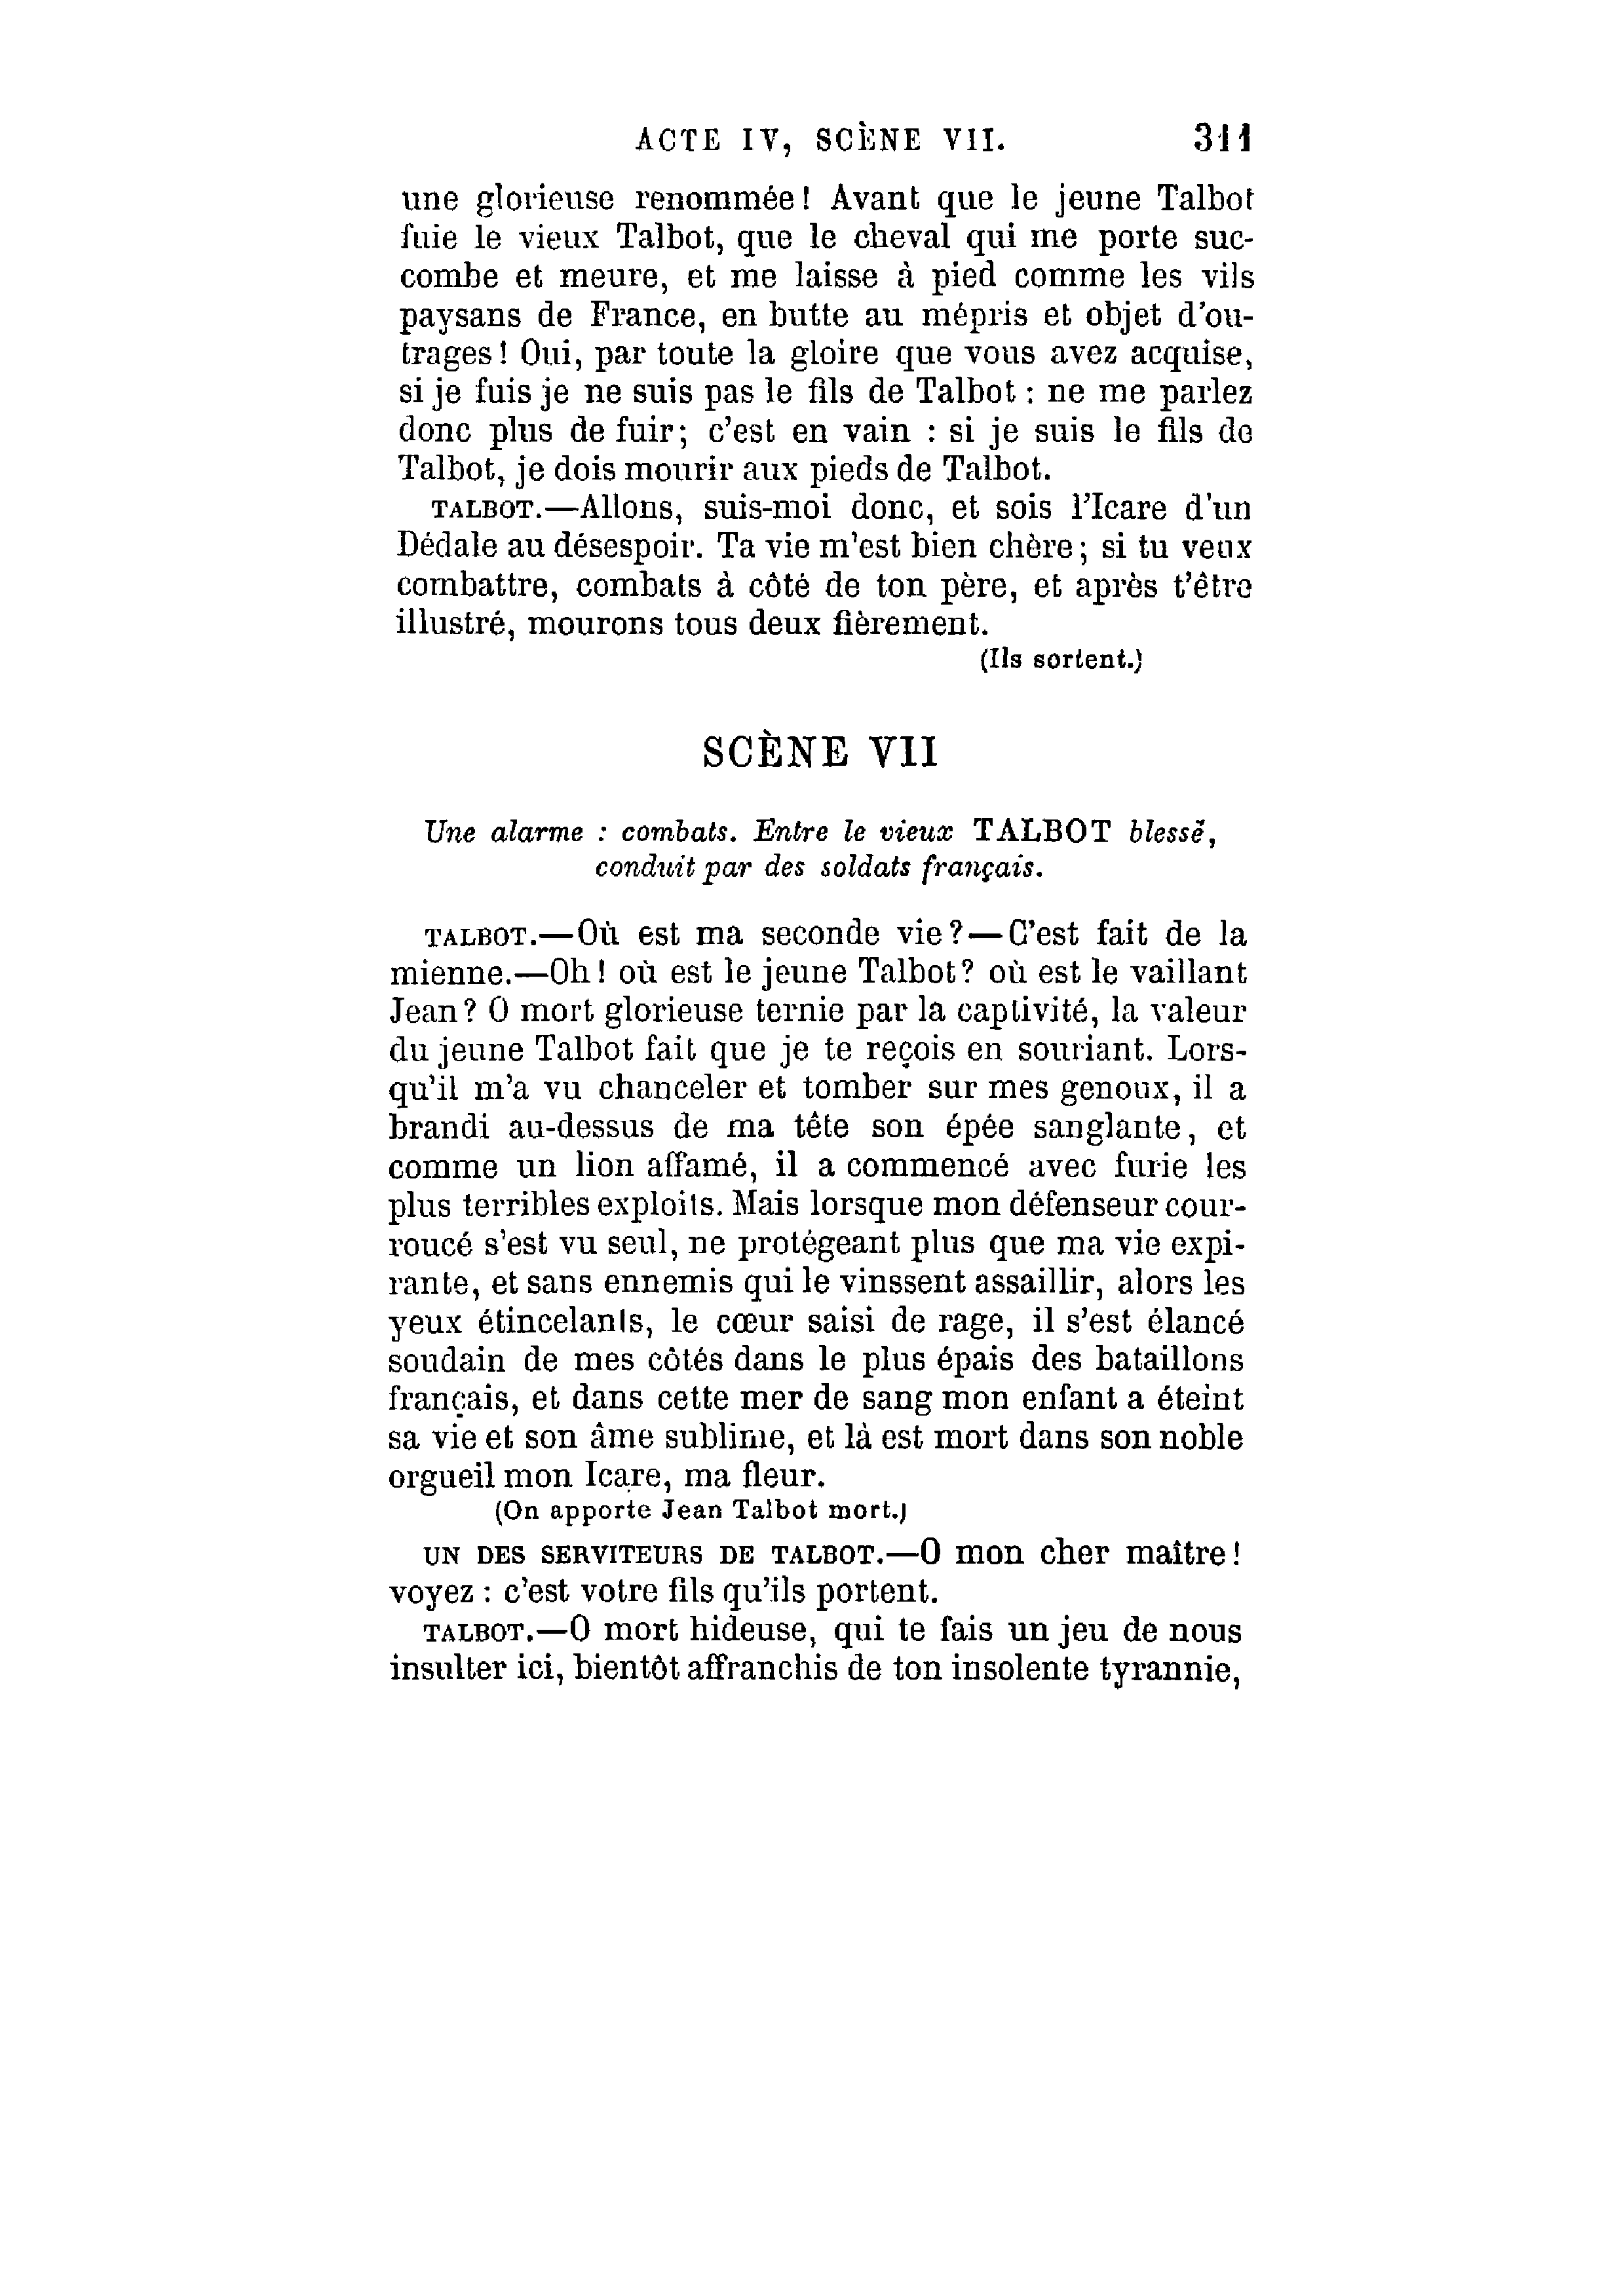 ACTE IV, SCÈNE VII. 311
une glorieuse renommée! Avant que le jeune Talbot
fuie le vieux Talbot, que le cheval qui me porte suc-
combe et meure, et me laisse à pied comme les vils
paysans de France, en butte au mépris et objet d'ou-
trages! Oui, par toute la gloire que vous avez acquise,
si je fuis je ne suis pas le fils de Talbot : ne me parlez
donc plus de fuir; c'est en vain : si je suis le fils de
Talbot, je dois mourir aux pieds de Talbot.
TALBOT.—Allons, suis-moi donc, et sois l'Icare d'un
Dédale au désespoir. Ta vie m'est bien chère; si tu veux
combattre, combats à côté de ton père, et après t'être
illustré, mourons tous deux fièrement.
(Ils sortent.)
SCÈNE VII
Une alarme : combats. Entre le vieux TALBOT blessé,
conduit par des soldats français.
TALBOT.—Où est ma seconde vie?—C'est fait de la
mienne.—Oh! où est le jeune Talbot? où est le vaillant
Jean? O mort glorieuse ternie par la captivité, la valeur
du jeune Talbot fait que je te reçois en souriant. Lors-
qu'il m'a vu chanceler et tomber sur mes genoux, il a
brandi au-dessus de ma tête son épée sanglante, et
comme un lion affamé, il a commencé avec furie les
plus terribles exploits. Mais lorsque mon défenseur cour-
roucé s'est vu seul, ne protégeant plus que ma vie expi-
rante, et sans ennemis qui le vinssent assaillir, alors les
yeux étincelants, le cœur saisi de rage, il s'est élancé
soudain de mes côtés dans le plus épais des bataillons
français, et dans cette mer de sang mon enfant a éteint
sa vie et son âme sublime, et là est mort dans son noble
orgueil mon Icare, ma fleur.
(On apporte Jean Talbot mort.)
UN DES SERVITEURS DE TALBOT.—O mon cher maître!
voyez : c'est votre fils qu'ils portent.
TALBOT.—O mort hideuse, qui te fais un jeu de nous
insulter ici, bientôt affranchis de ton insolente tyrannie,